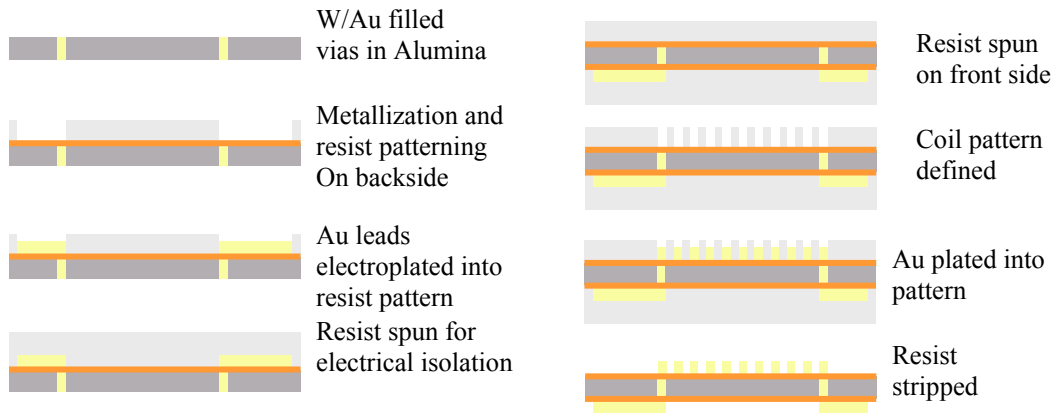 W/Au filled
vias in Alumina
Metallization and
resist patterning
On backside
Au leads
electroplated into
resist pattern
Resist spun for
electrical isolation
Resist spun
on front side
Coil pattern
defined
Au plated into
pattern
Resist
stripped